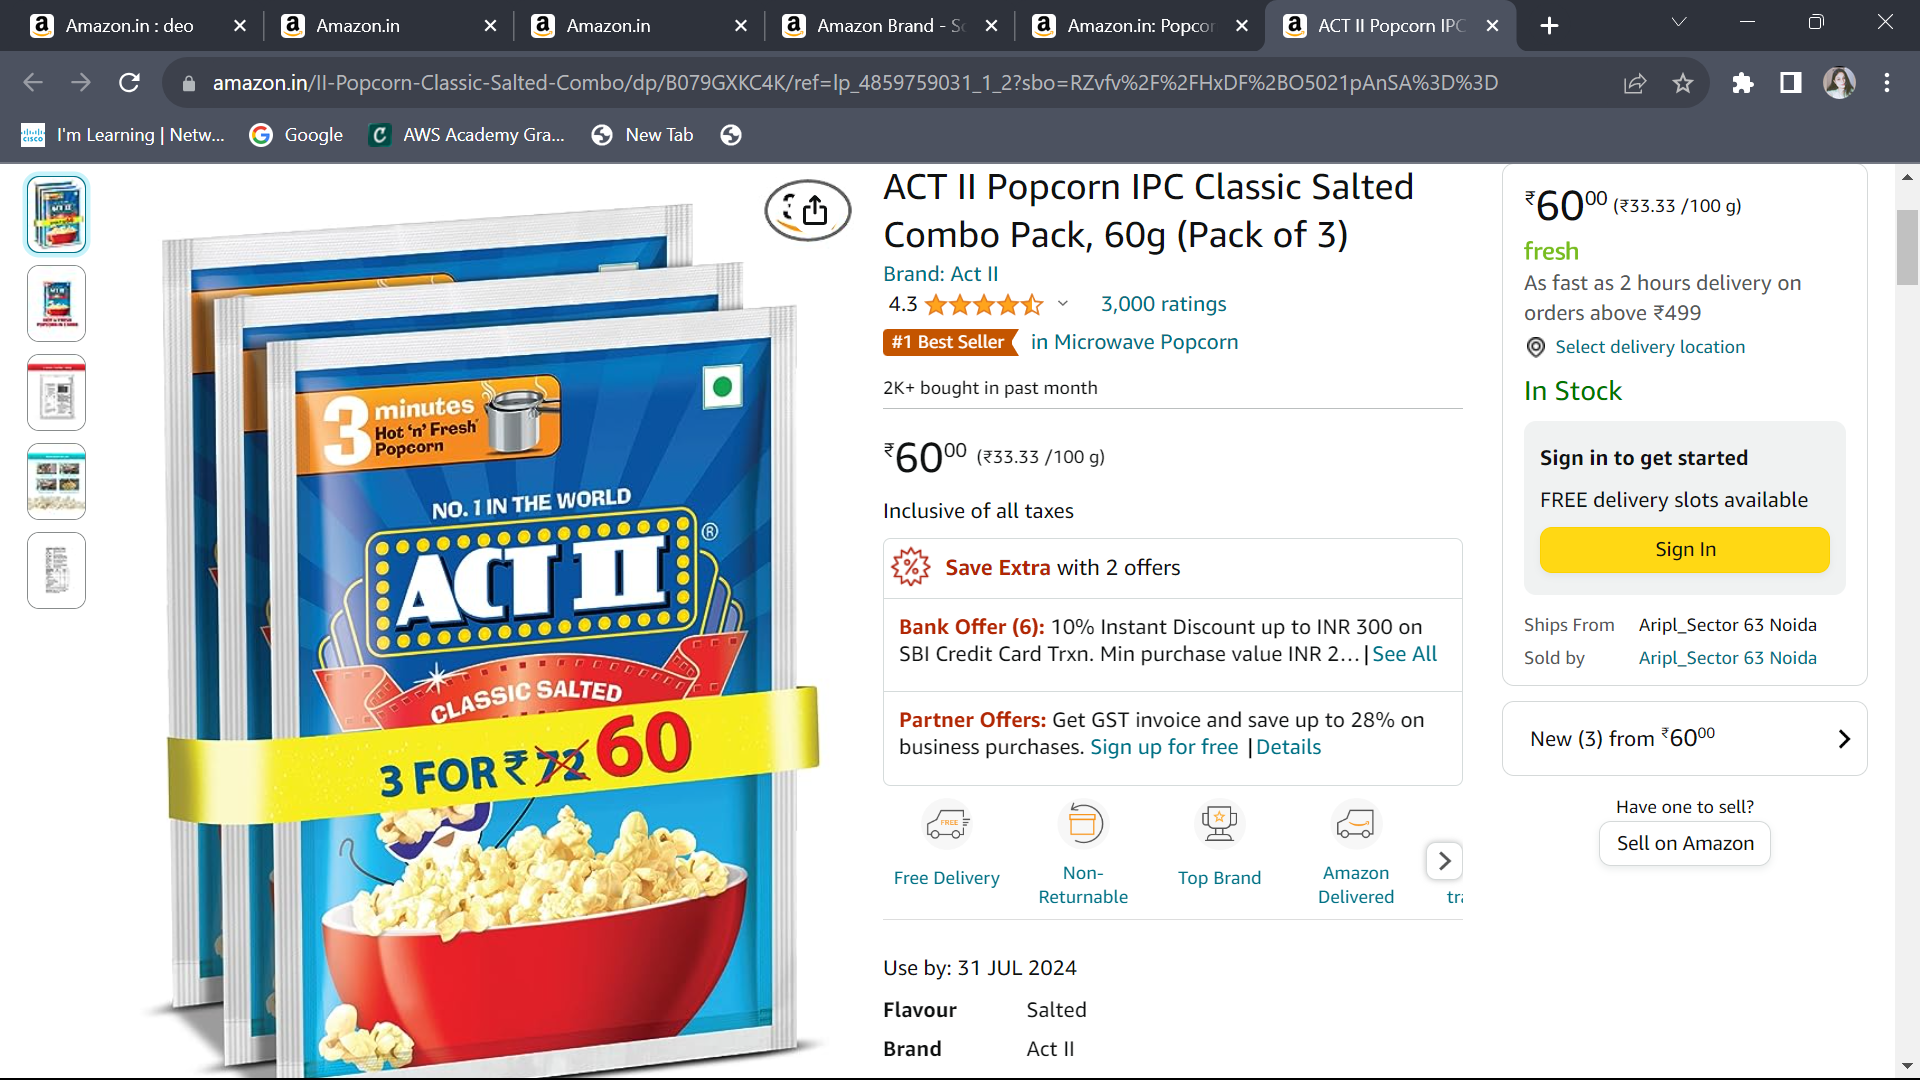 Amazon.in : deo
Amazon.in
Amazon.in
Amazon Brand - So
Amazon.in: Popcor
ACT II Popcorn IPC
amazon.in/II-Popcorn-Classic-Salted-Combo/dp/B079GXKC4K/ref=lp_4859759031_1_2?sbo=RZvfv%2F%2FHxDF%2BO5021pAnSA%3D%3D
I'm Learning | Netw...
Google
AWS Academy Gra...
New Tab
3 minutes
Hot 'n' Fresh
Popcorn
NO. 1 IN THE WORLD
ACT II ®
CLASSIC SALTED
3 FOR ₹ 72 60
ACT II Popcorn IPC Classic Salted
Combo Pack, 60g (Pack of 3)
Brand: Act II
4.3 3,000 ratings
#1 Best Seller in Microwave Popcorn
2K+ bought in past month
₹6000 (₹33.33 /100 g)
Inclusive of all taxes
Save Extra with 2 offers
Bank Offer (6): 10% Instant Discount up to INR 300 on
SBI Credit Card Trxn. Min purchase value INR 2… | See All
Partner Offers: Get GST invoice and save up to 28% on
business purchases. Sign up for free | Details
FREE
Free Delivery
Non-
Returnable
Top Brand
Amazon
Delivered
Use by: 31 JUL 2024
Flavour Salted
Brand Act II
₹6000 (₹33.33 /100 g)
fresh
As fast as 2 hours delivery on
orders above ₹499
Select delivery location
In Stock
Sign in to get started
FREE delivery slots available
Sign In
Ships From Aripl_Sector 63 Noida
Sold by Aripl_Sector 63 Noida
New (3) from ₹6000
Have one to sell?
Sell on Amazon